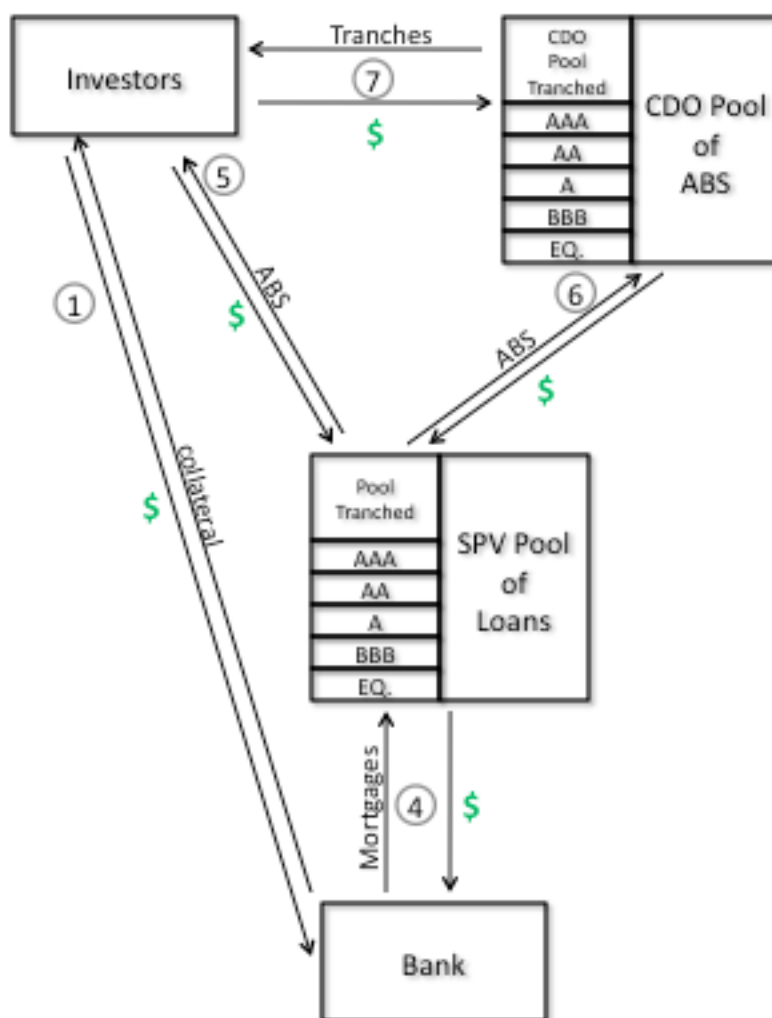 Tranches
Investors
7
$
CDO
Pool
Tranched
AAA
AA
A
BBB
EQ.
CDO Pool
of
ABS
5
ABS
$
1
6
ABS
$
collateral
$
Pool
Tranched
AAA
AA
A
BBB
EQ.
SPV Pool
of
Loans
Mortgages
4
$
Bank